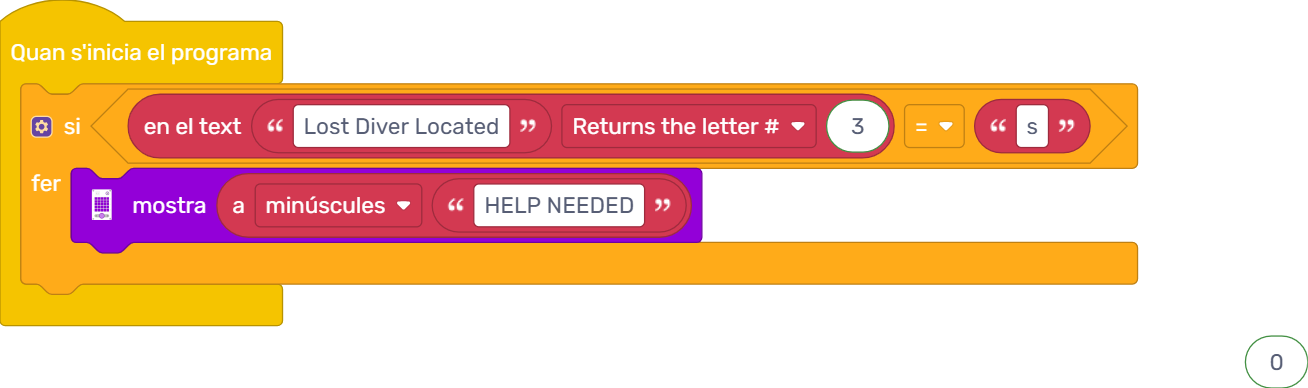 Quan s'inicia el programa
si en el text “ Lost Diver Located ” Returns the letter # 3 = “ s ”
fer
mostra a minúscules “ HELP NEEDED ”
0